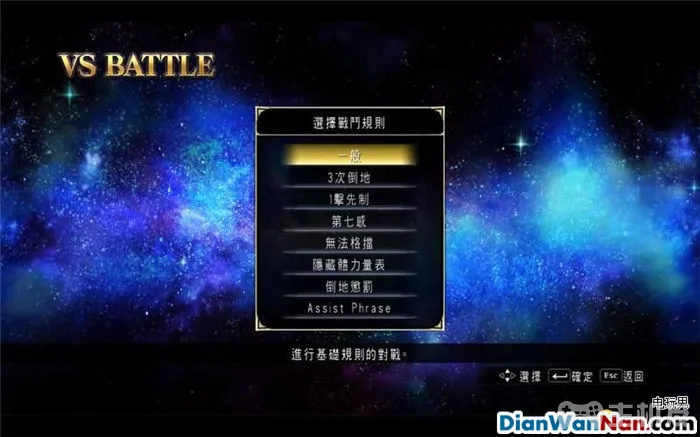 VS BATTLE
選擇戰鬥規則
一般
3次倒地
1擊先制
第七感
無法格擋
隱藏體力量表
倒地懲罰
Assist Phrase
進行基礎規則的對戰。
選擇 確定 Esc 返回
电玩男
DianWanNan.com